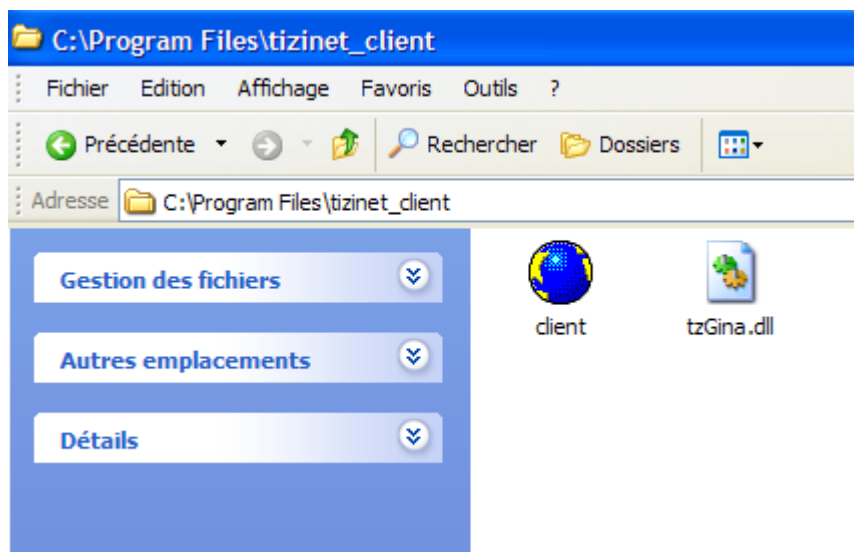 C:\Program Files\tizinet_client
Fichier Edition Affichage Favoris Outils ?
Précédente Rechercher Dossiers
Adresse C:\Program Files\tizinet_client
Gestion des fichiers
Autres emplacements
Détails
client tzGina.dll